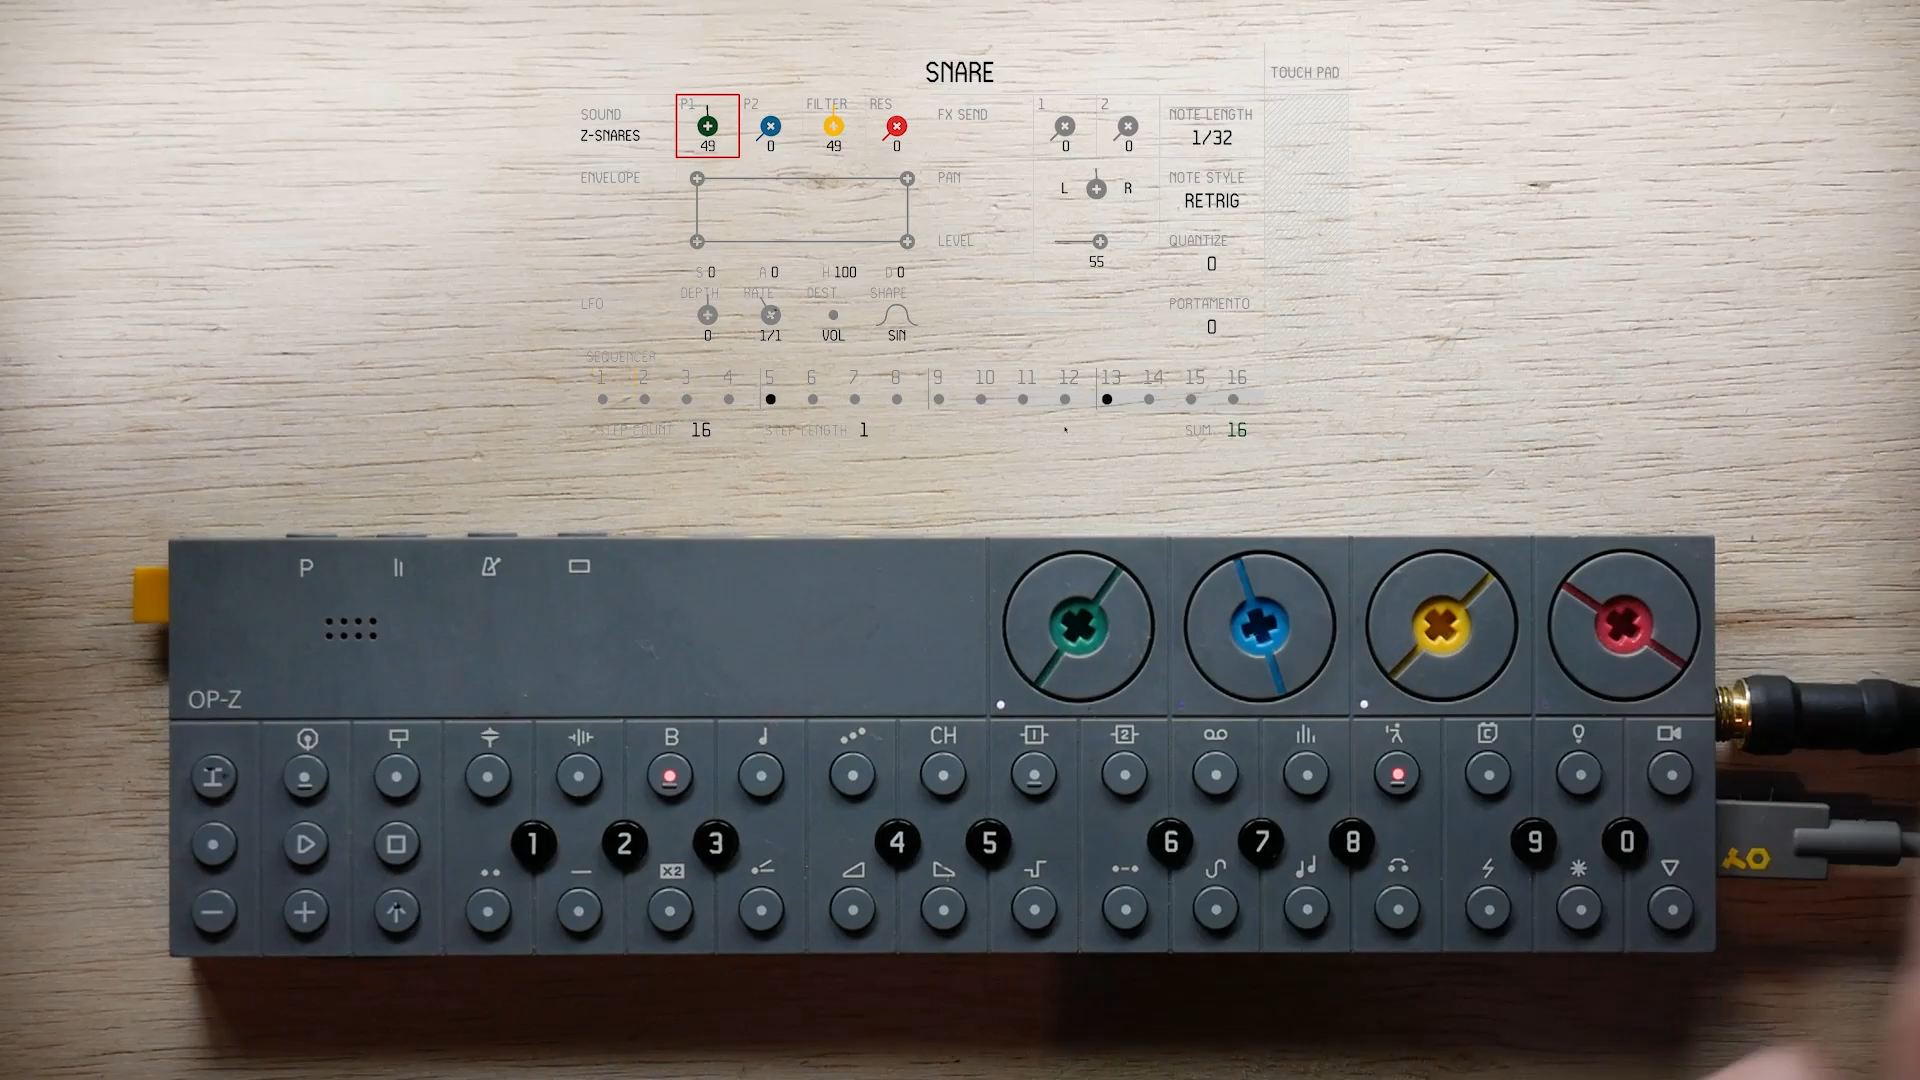 SNARE
TOUCH PAD
SOUND
Z-SNARES
P1
49
P2
0
FILTER
49
RES
0
FX SEND
1
0
2
0
NOTE LENGTH
1/32
ENVELOPE
PAN
L
R
NOTE STYLE
RETRIG
LEVEL
55
QUANTIZE
0
S 0
A 0
H 100
D 0
LFO
DEPTH
0
RATE
1/1
DEST
VOL
SHAPE
SIN
PORTAMENTO
0
SEQUENCER
1 2 3 4 5 6 7 8 9 10 11 12 13 14 15 16
STEP COUNT 16
STEP LENGTH 1
SUM 16
P
OP-Z
B
CH
1
2
C
1 2 3 4 5 6 7 8 9 0
X2